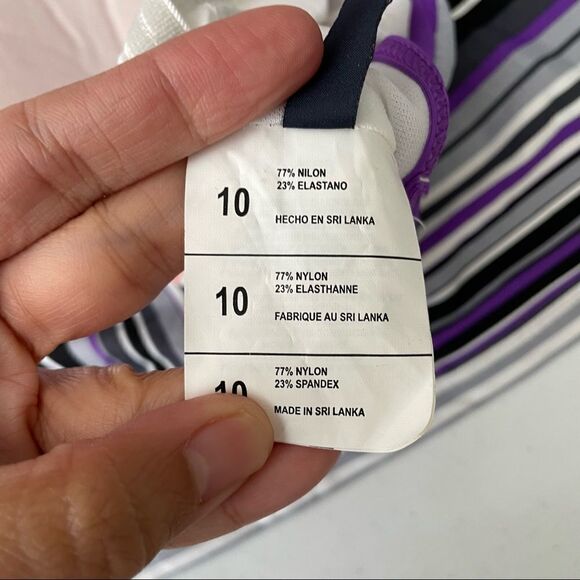 10
77% NILON
23% ELASTANO
HECHO EN SRI LANKA
10
77% NYLON
23% ELASTHANNE
FABRIQUE AU SRI LANKA
10
77% NYLON
23% SPANDEX
MADE IN SRI LANKA